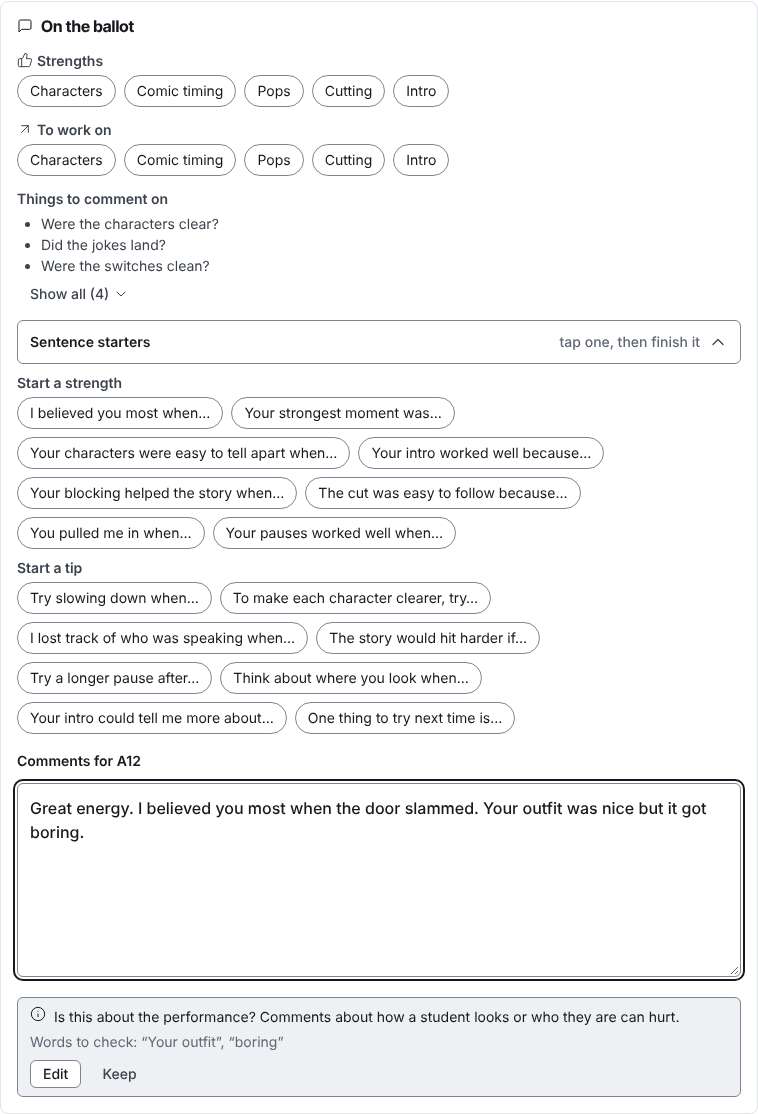 On the ballot
Strengths
Characters Comic timing Pops Cutting Intro
To work on
Characters Comic timing Pops Cutting Intro
Things to comment on
• Were the characters clear?
• Did the jokes land?
• Were the switches clean?
Show all (4)
Sentence starters tap one, then finish it
Start a strength
I believed you most when... Your strongest moment was...
Your characters were easy to tell apart when... Your intro worked well because...
Your blocking helped the story when... The cut was easy to follow because...
You pulled me in when... Your pauses worked well when...
Start a tip
Try slowing down when... To make each character clearer, try...
I lost track of who was speaking when... The story would hit harder if...
Try a longer pause after... Think about where you look when...
Your intro could tell me more about... One thing to try next time is...
Comments for A12
Great energy. I believed you most when the door slammed. Your outfit was nice but it got
boring.
Is this about the performance? Comments about how a student looks or who they are can hurt.
Words to check: “Your outfit”, “boring”
Edit Keep